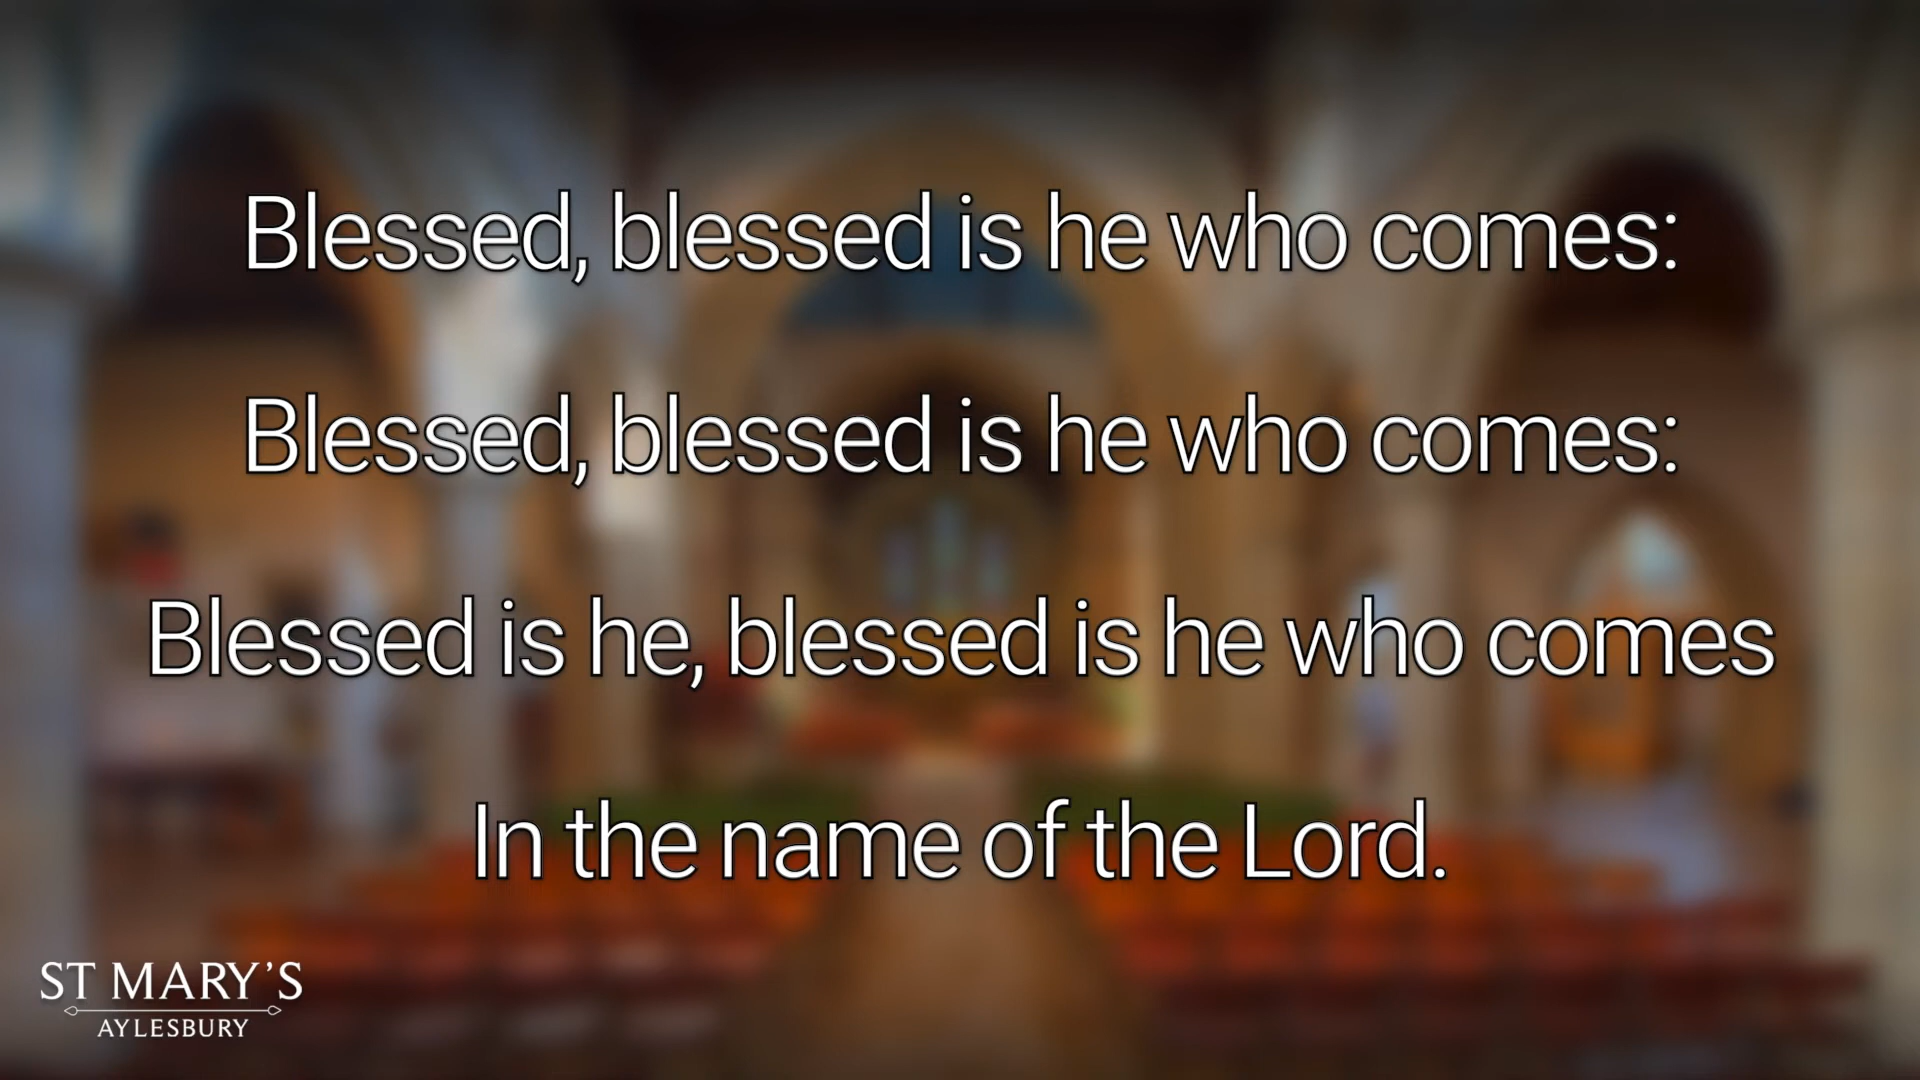 Blessed, blessed is he who comes:
Blessed, blessed is he who comes:
Blessed is he, blessed is he who comes
In the name of the Lord.
ST MARY'S
AYLESBURY